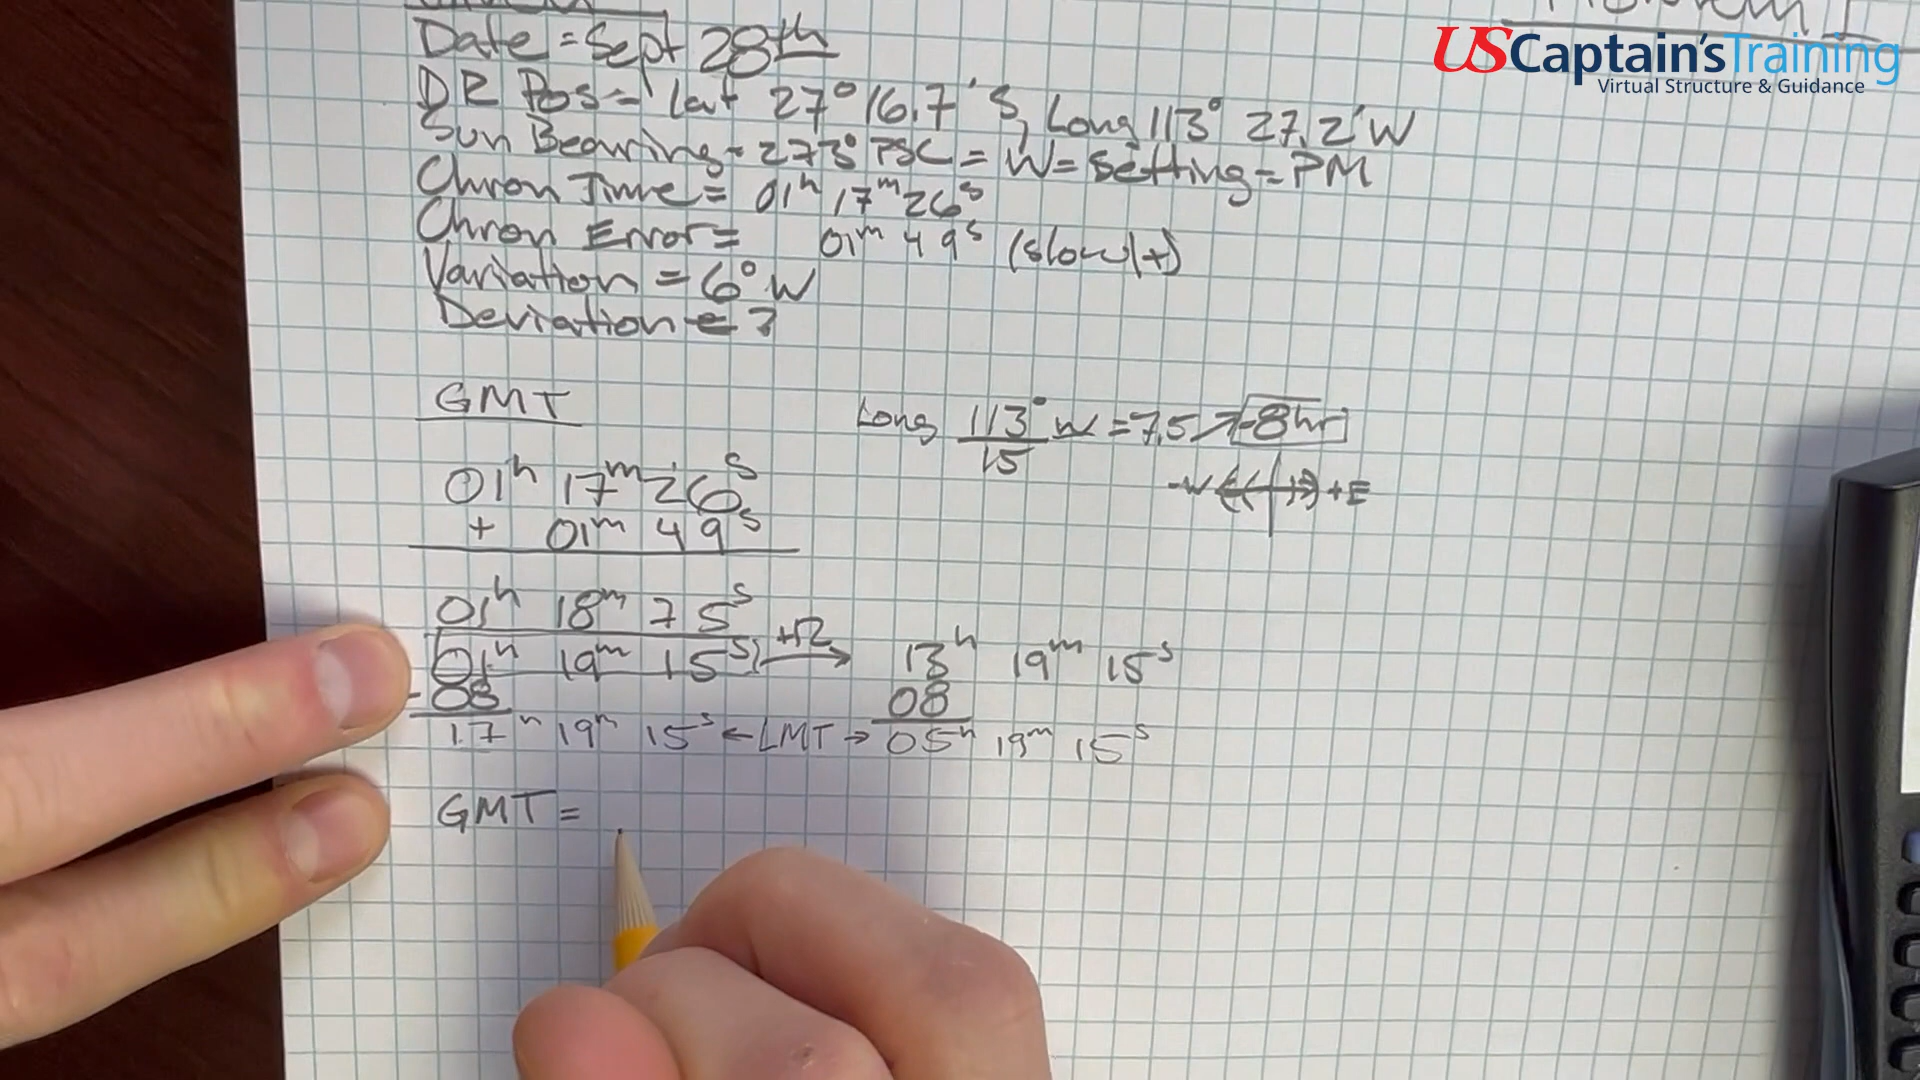 USCaptain'sTraining
Virtual Structure & Guidance
Date = Sept 28th
DR Pos = Lat 27° 16.7' S, Long 113° 27.2' W
Sun Bearing = 273° PSC = W = Setting = PM
Chron Time = 01h 17m 26s
Chron Error = 01m 49s (slow/+)
Variation = 6° W
Deviation = ?
GMT
Long 113° W = 7.5 → -8hr
15
-W +E
01h 17m 26s
+ 01m 49s
01h 18m 75s
01h 19m 15s +12 → 13h 19m 15s
- 08 08
17h 19m 15s ← LMT → 05h 19m 15s
GMT =